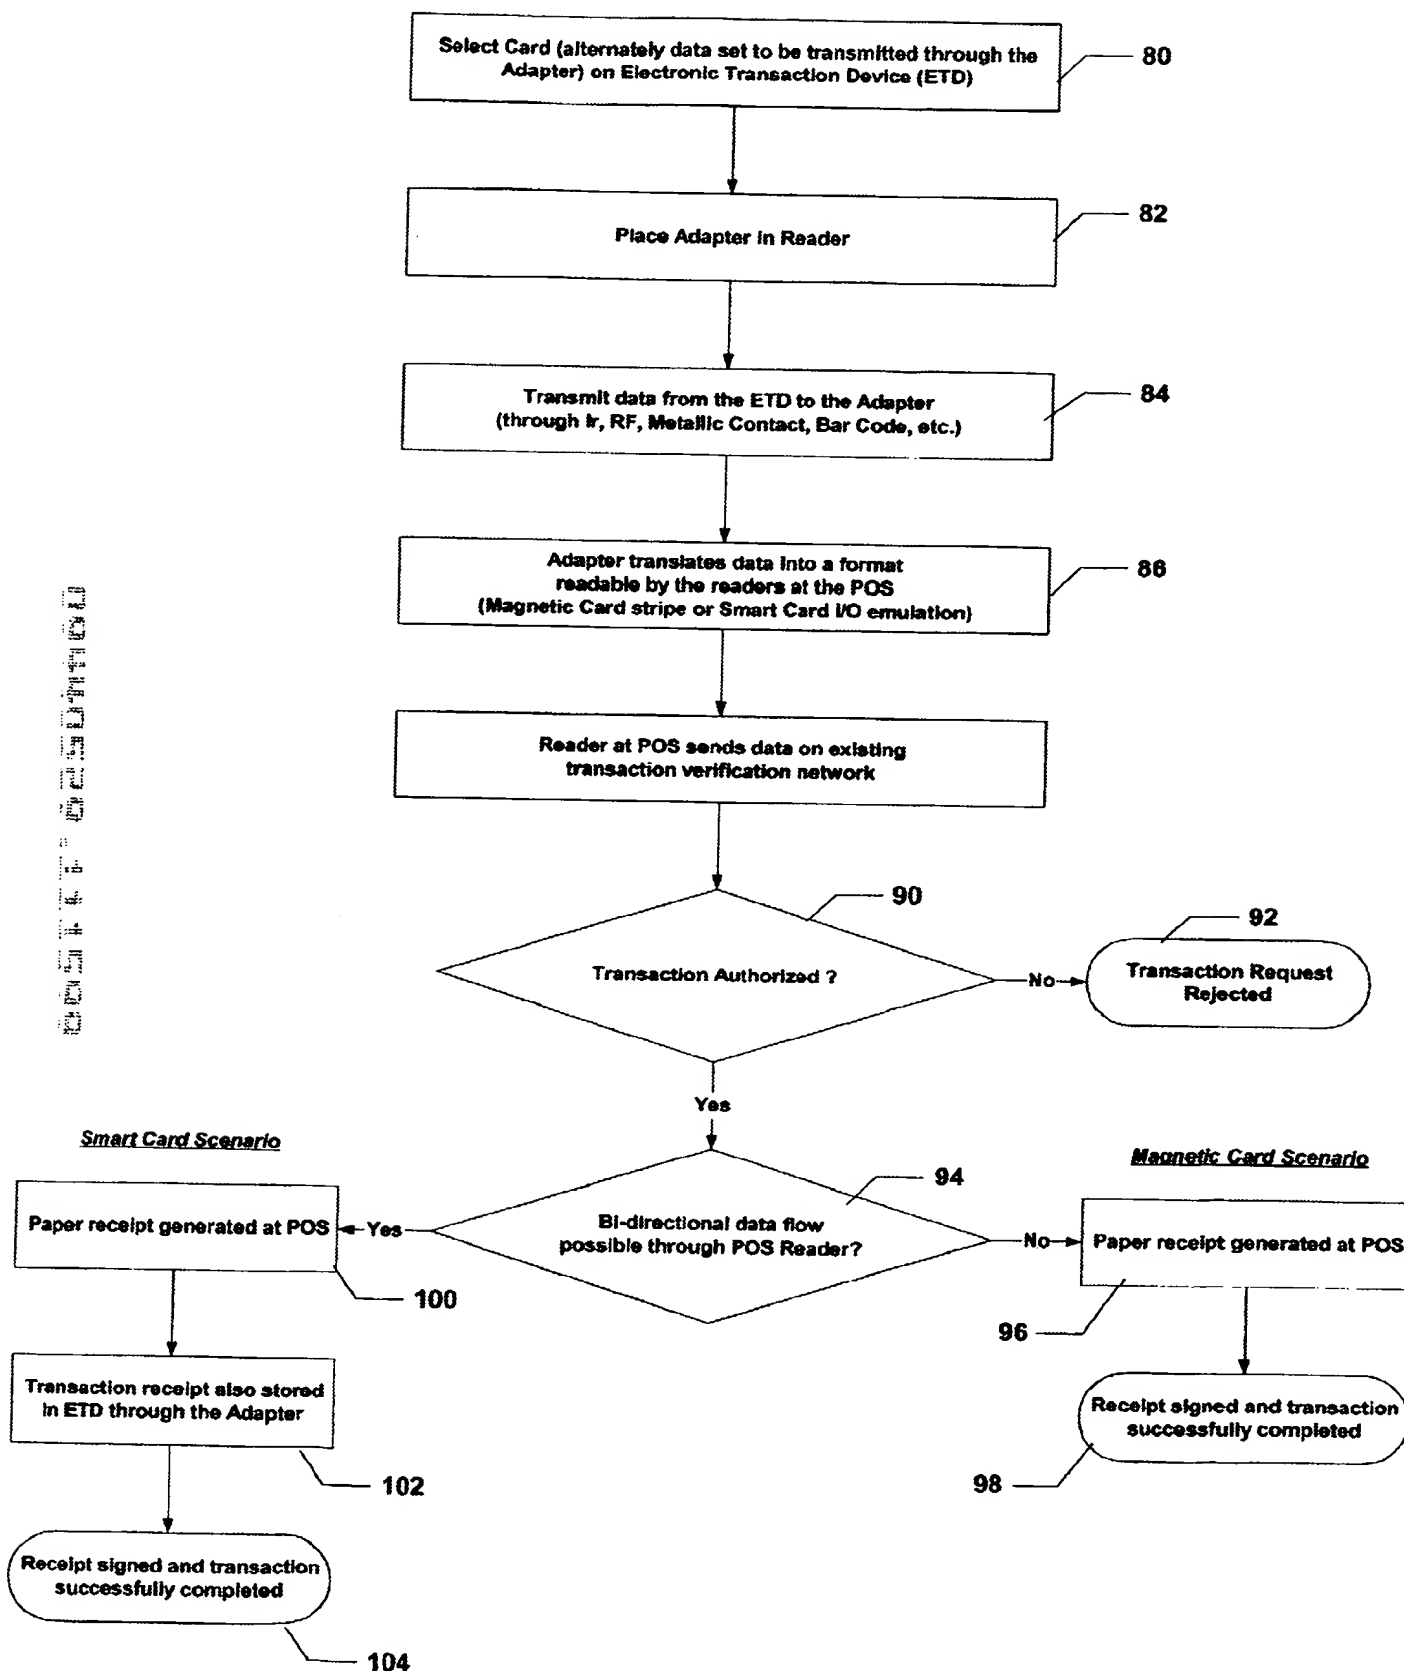 Select Card (alternately data set to be transmitted through the
Adapter) on Electronic Transaction Device (ETD)
80
Place Adapter in Reader
82
Transmit data from the ETD to the Adapter
(through Ir, RF, Metallic Contact, Bar Code, etc.)
84
Adapter translates data into a format
readable by the readers at the POS
(Magnetic Card stripe or Smart Card I/O emulation)
86
Reader at POS sends data on existing
transaction verification network
90
Transaction Authorized ?
No
92
Transaction Request
Rejected
Yes
Smart Card Scenario
Magnetic Card Scenario
94
Bi-directional data flow
possible through POS Reader?
Yes
Paper receipt generated at POS
100
No
Paper receipt generated at POS
96
Transaction receipt also stored
in ETD through the Adapter
102
Receipt signed and transaction
successfully completed
98
Receipt signed and transaction
successfully completed
104